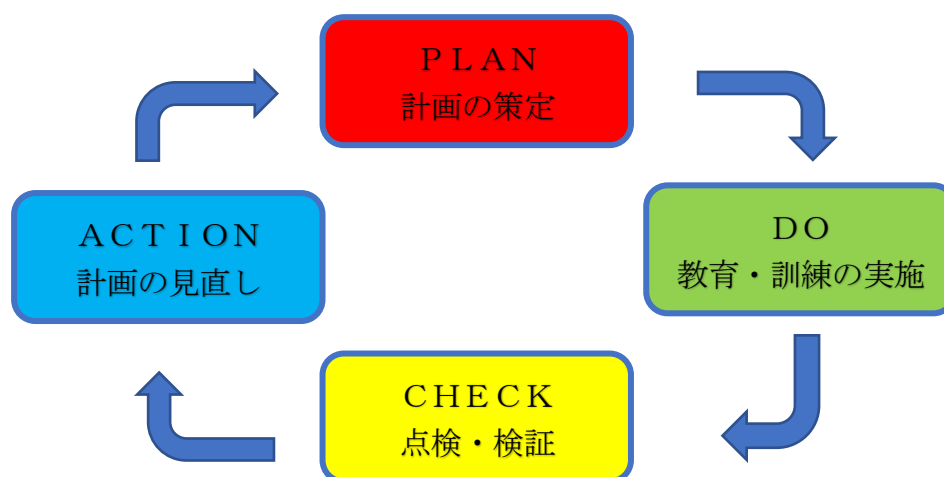 ＰＬＡＮ
計画の策定
ＤＯ
教育・訓練の実施
ＣＨＥＣＫ
点検・検証
ＡＣＴＩＯＮ
計画の見直し